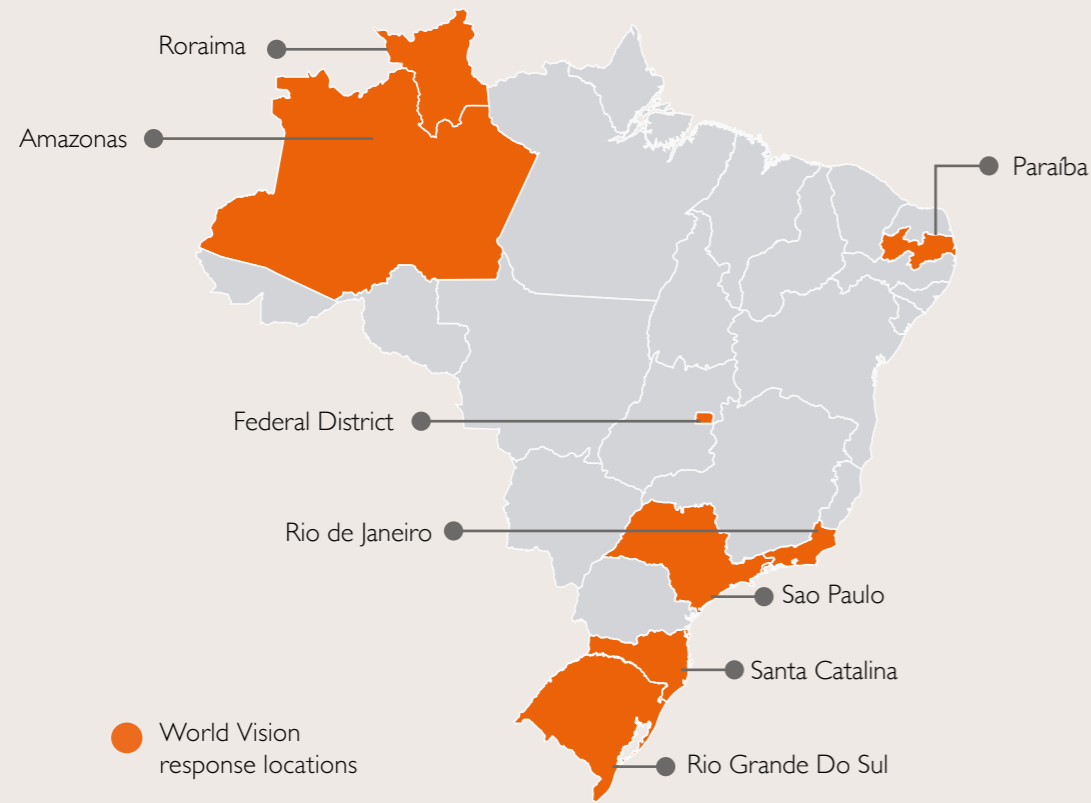 Roraima
Amazonas
Paraíba
Federal District
Rio de Janeiro
Sao Paulo
Santa Catalina
World Vision
response locations
Rio Grande Do Sul